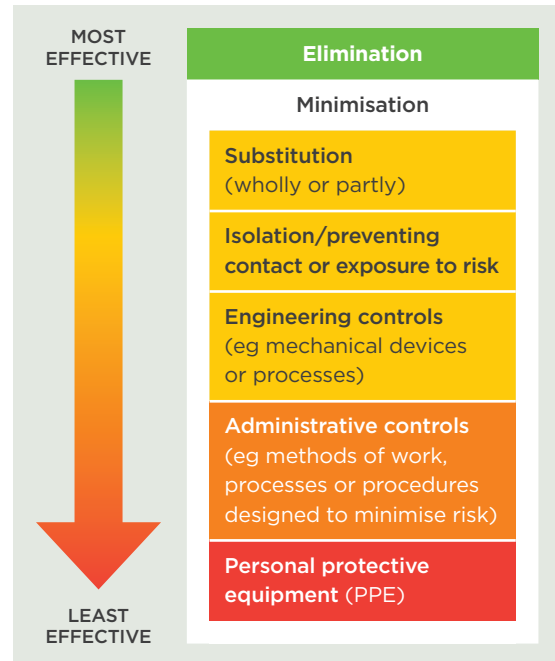 MOST
EFFECTIVE
Elimination
Minimisation
Substitution
(wholly or partly)
Isolation/preventing
contact or exposure to risk
Engineering controls
(eg mechanical devices
or processes)
Administrative controls
(eg methods of work,
processes or procedures
designed to minimise risk)
Personal protective
equipment (PPE)
LEAST
EFFECTIVE